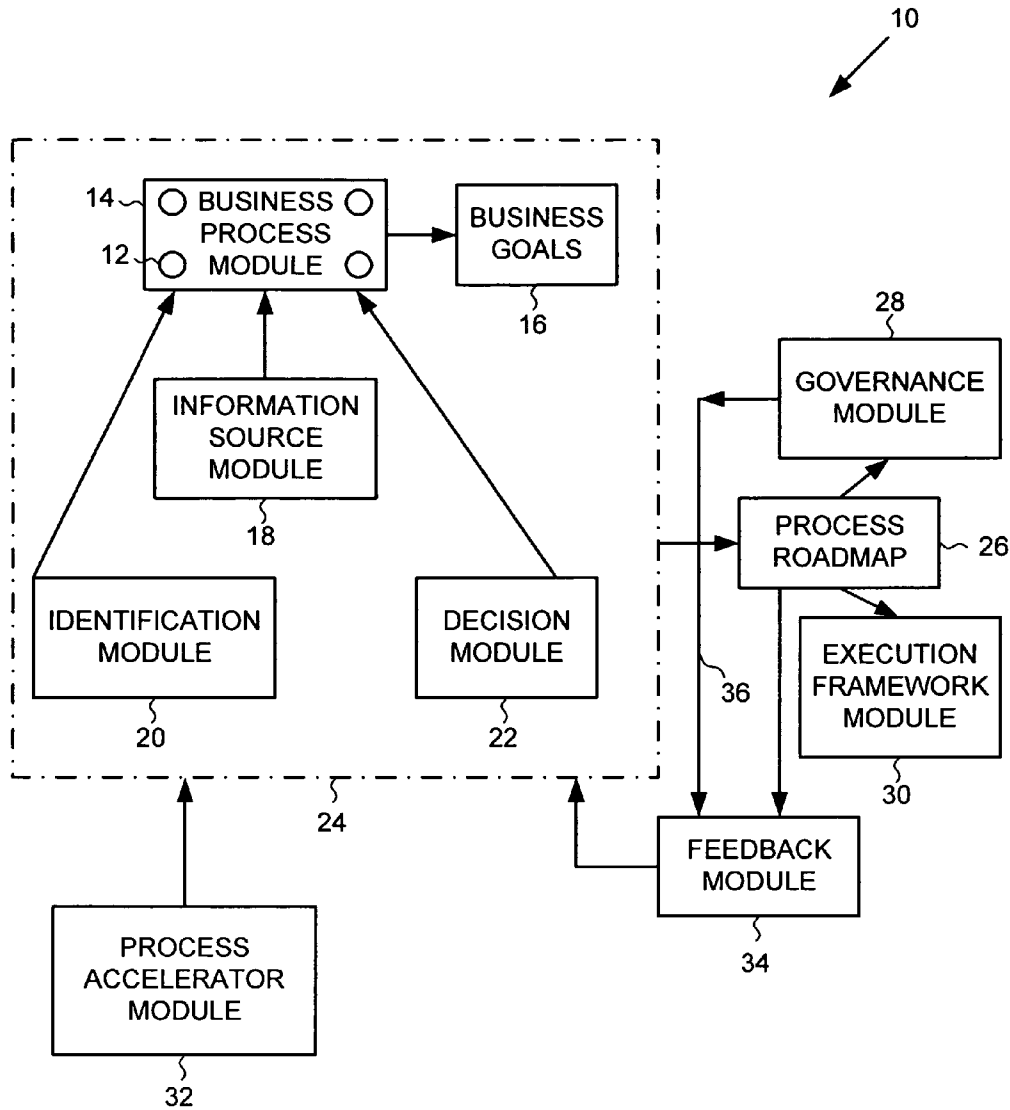 10
14
BUSINESS
PROCESS
MODULE
12
BUSINESS
GOALS
16
INFORMATION
SOURCE
MODULE
18
28
GOVERNANCE
MODULE
PROCESS
ROADMAP
26
IDENTIFICATION
MODULE
20
DECISION
MODULE
22
36
EXECUTION
FRAMEWORK
MODULE
30
24
FEEDBACK
MODULE
34
PROCESS
ACCELERATOR
MODULE
32